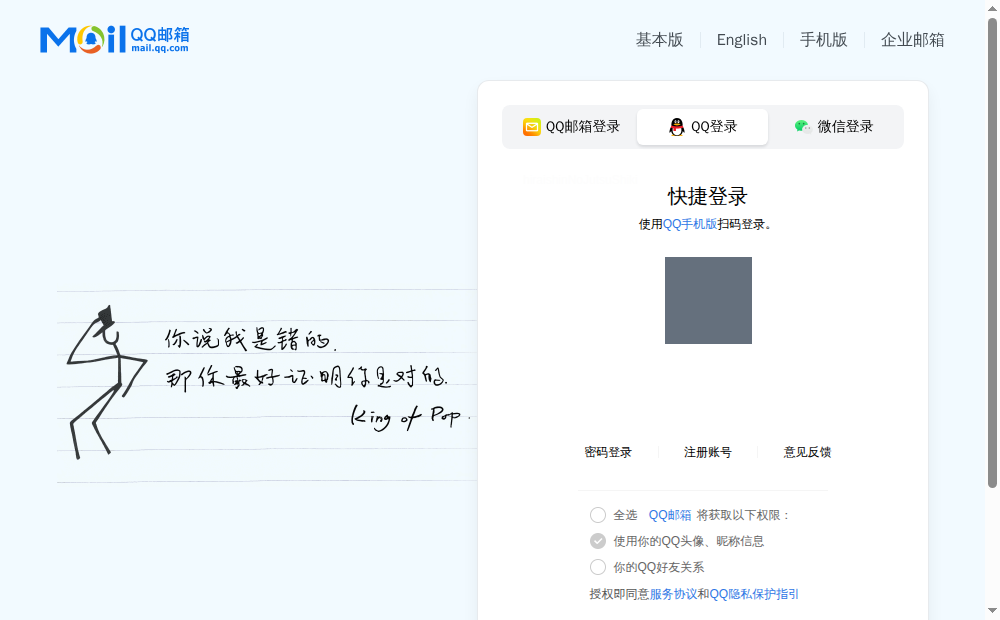 Mail QQ邮箱
mail.qq.com
基本版
English
手机版
企业邮箱
QQ邮箱登录
QQ登录
微信登录
快捷登录
使用QQ手机版扫码登录。
你说我是错的.
那你最好证明你是对的.
King of Pop.
密码登录
注册账号
意见反馈
全选 QQ邮箱 将获取以下权限：
使用你的QQ头像、昵称信息
你的QQ好友关系
授权即同意服务协议和QQ隐私保护指引